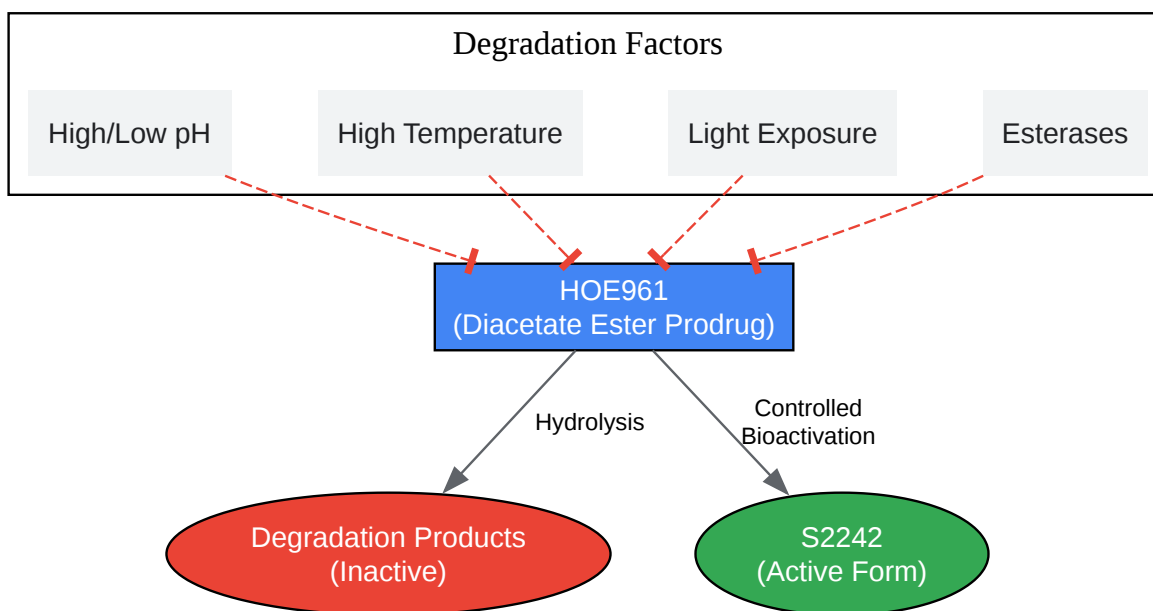 Degradation Factors
High/Low pH
High Temperature
Light Exposure
Esterases
HOE961
(Diacetate Ester Prodrug)
Hydrolysis
Controlled
Bioactivation
Degradation Products
(Inactive)
S2242
(Active Form)